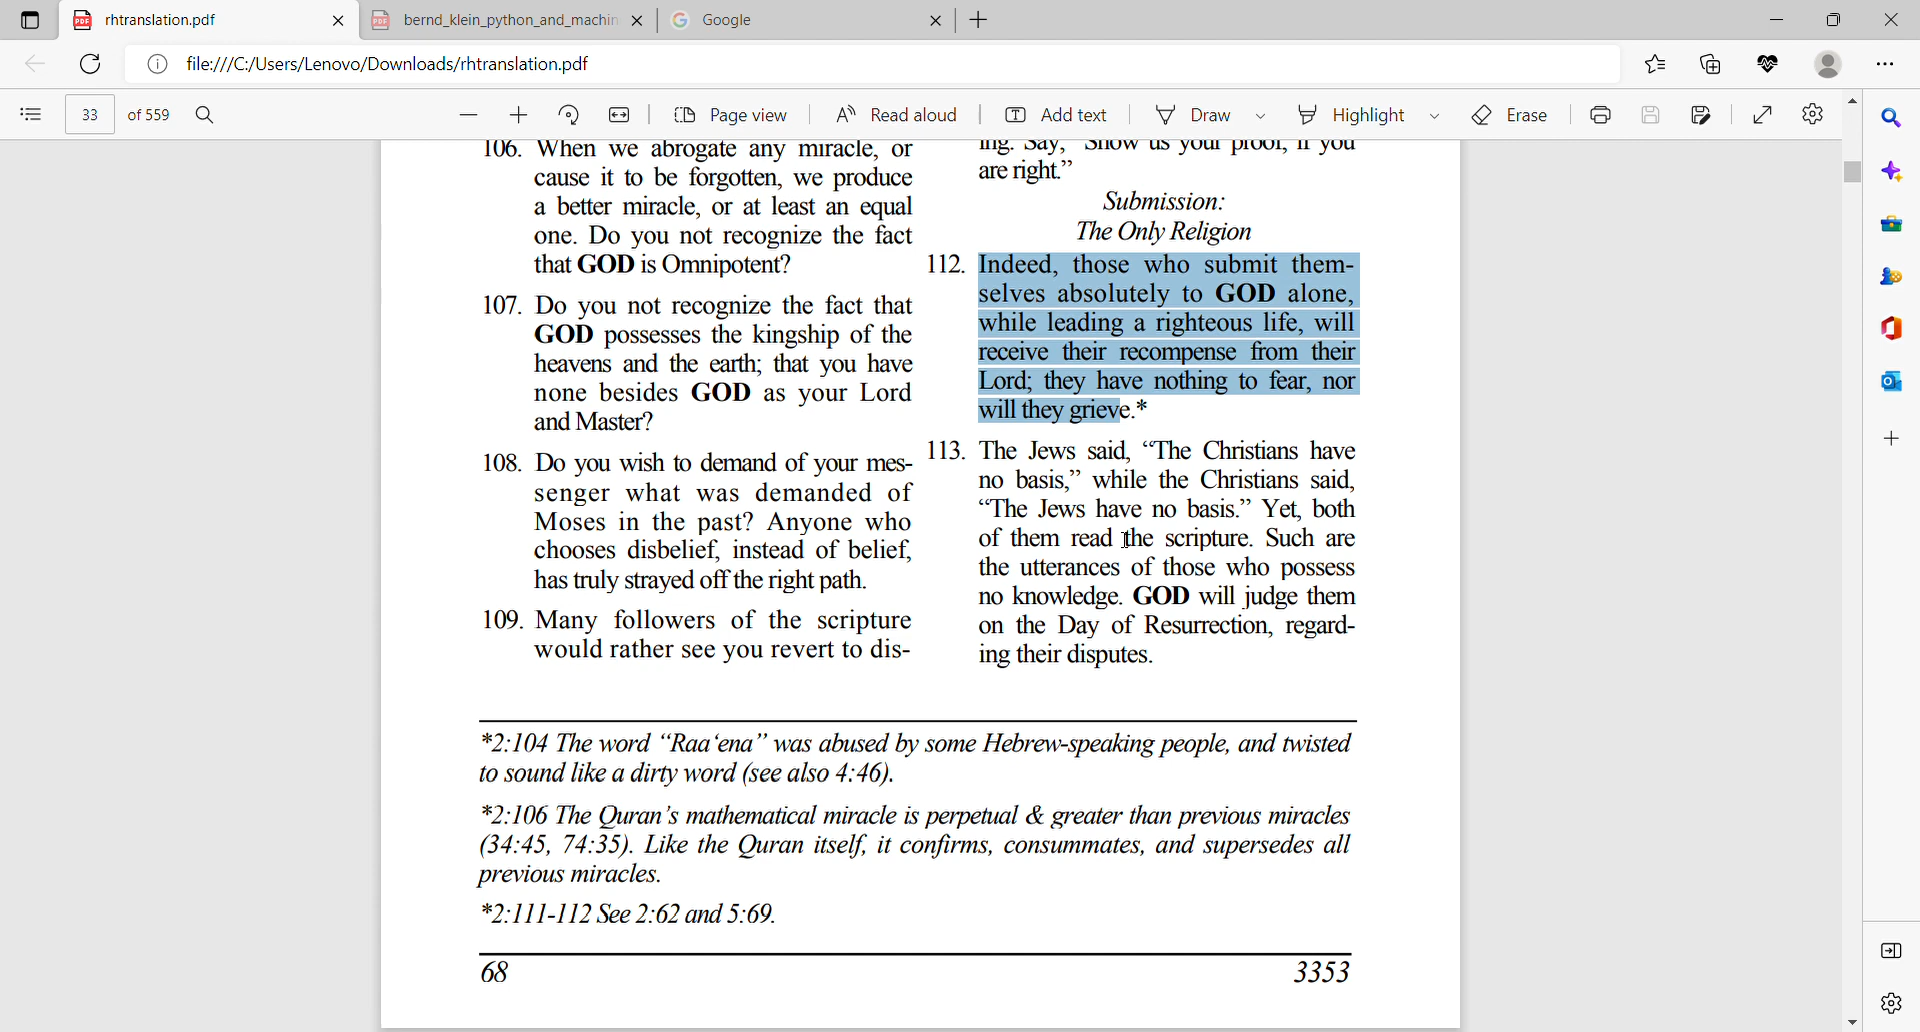 rhtranslation.pdf
bernd_klein_python_and_machin
Google
file:///C:/Users/Lenovo/Downloads/rhtranslation.pdf
33 of 559
Page view
Read aloud
Add text
Draw
Highlight
Erase
106. When we abrogate any miracle, or
cause it to be forgotten, we produce
a better miracle, or at least an equal
one. Do you not recognize the fact
that GOD is Omnipotent?
107. Do you not recognize the fact that
GOD possesses the kingship of the
heavens and the earth; that you have
none besides GOD as your Lord
and Master?
108. Do you wish to demand of your mes-
senger what was demanded of
Moses in the past? Anyone who
chooses disbelief, instead of belief,
has truly strayed off the right path.
109. Many followers of the scripture
would rather see you revert to dis-
ing. Say, “Show us your proof, if you
are right.”
Submission:
The Only Religion
112. Indeed, those who submit them-
selves absolutely to GOD alone,
while leading a righteous life, will
receive their recompense from their
Lord; they have nothing to fear, nor
will they grieve.*
113. The Jews said, “The Christians have
no basis,” while the Christians said,
“The Jews have no basis.” Yet, both
of them read the scripture. Such are
the utterances of those who possess
no knowledge. GOD will judge them
on the Day of Resurrection, regard-
ing their disputes.
*2:104 The word “Raa‘ena” was abused by some Hebrew-speaking people, and twisted
to sound like a dirty word (see also 4:46).
*2:106 The Quran’s mathematical miracle is perpetual & greater than previous miracles
(34:45, 74:35). Like the Quran itself, it confirms, consummates, and supersedes all
previous miracles.
*2:111-112 See 2:62 and 5:69.
68 3353